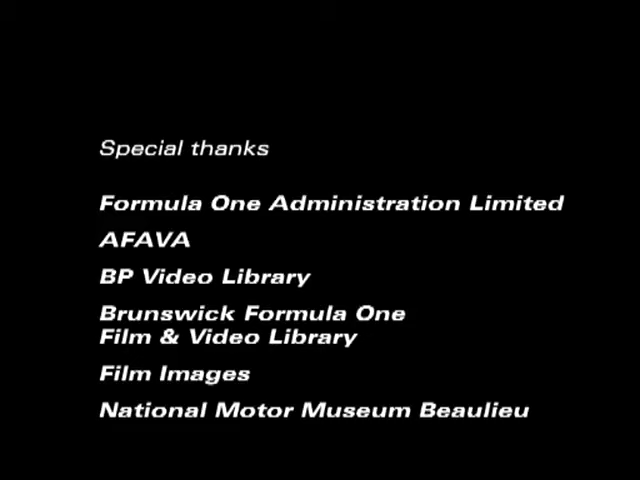 Special thanks
Formula One Administration Limited
AFAVA
BP Video Library
Brunswick Formula One
Film & Video Library
Film Images
National Motor Museum Beaulieu